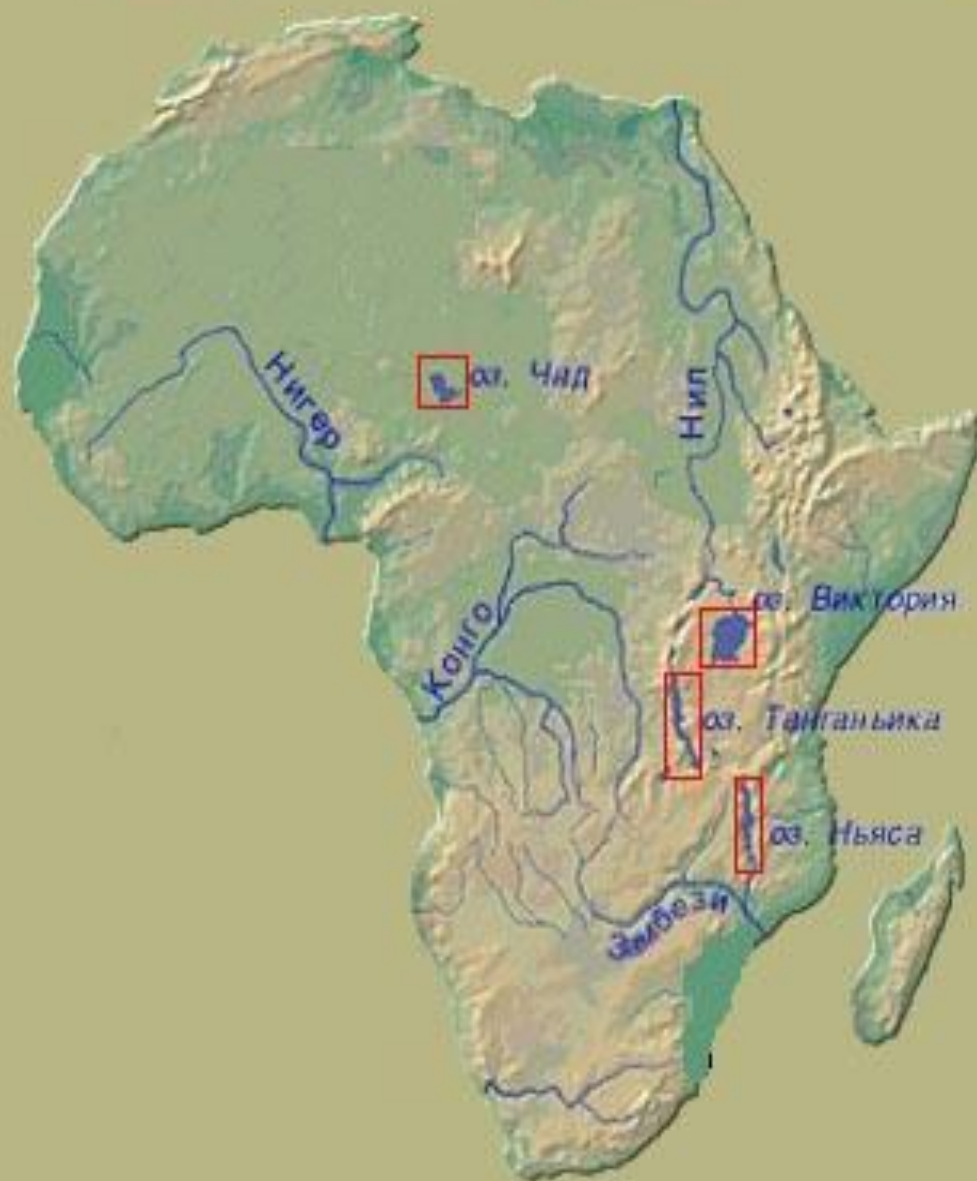 Нигер
оз. Чад
Нил
оз. Виктория
Конго
оз. Танганьика
оз. Ньяса
Замбези